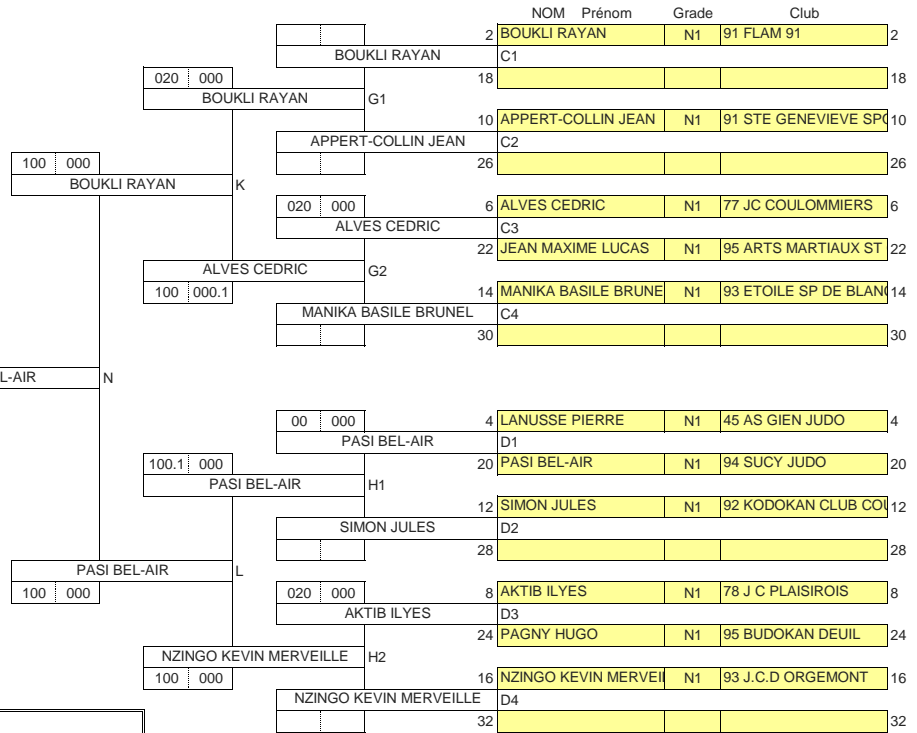 NOM Prénom Grade Club
2 BOUKLI RAYAN N1 91 FLAM 91 2
BOUKLI RAYAN C1
020 000 18 18
BOUKLI RAYAN G1
10 APPERT-COLLIN JEAN N1 91 STE GENEVIEVE SPO 10
APPERT-COLLIN JEAN C2
100 000 26 26
BOUKLI RAYAN K
020 000 6 ALVES CEDRIC N1 77 JC COULOMMIERS 6
ALVES CEDRIC C3
22 JEAN MAXIME LUCAS N1 95 ARTS MARTIAUX ST 22
ALVES CEDRIC G2
100 000.1 14 MANIKA BASILE BRUNE N1 93 ETOILE SP DE BLANC 14
MANIKA BASILE BRUNEL C4
30 30
L-AIR N
00 000 4 LANUSSE PIERRE N1 45 AS GIEN JUDO 4
PASI BEL-AIR D1
100.1 000 20 PASI BEL-AIR N1 94 SUCY JUDO 20
PASI BEL-AIR H1
12 SIMON JULES N1 92 KODOKAN CLUB COU 12
SIMON JULES D2
28 28
PASI BEL-AIR L
100 000 020 000 8 AKTIB ILYES N1 78 J C PLAISIROIS 8
AKTIB ILYES D3
24 PAGNY HUGO N1 95 BUDOKAN DEUIL 24
NZINGO KEVIN MERVEILLE H2
100 000 16 NZINGO KEVIN MERVEIL N1 93 J.C.D ORGEMONT 16
NZINGO KEVIN MERVEILLE D4
32 32